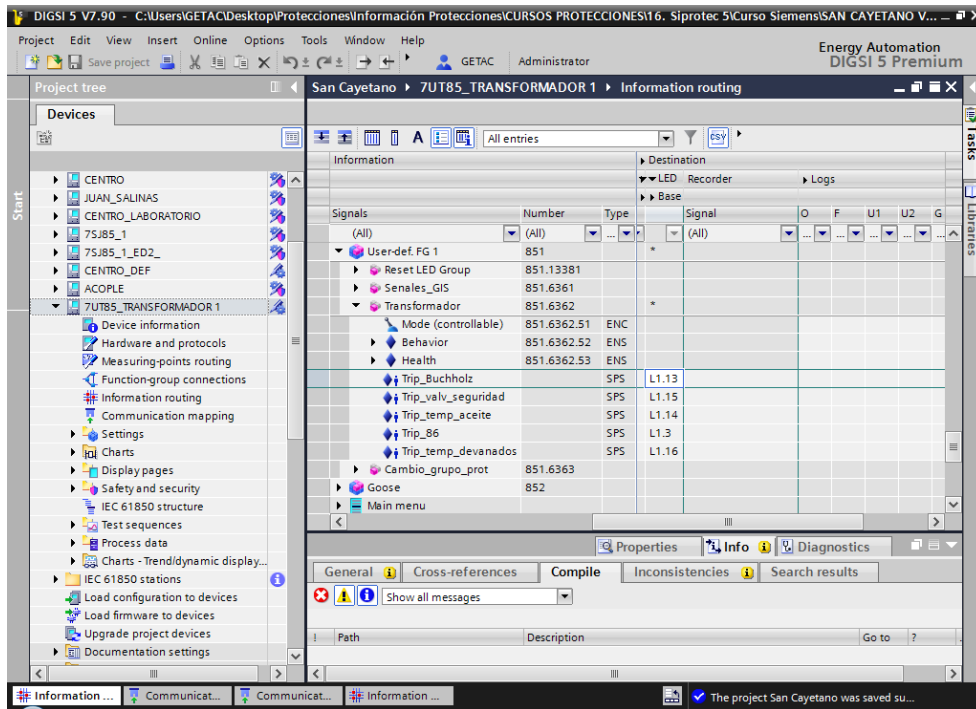 DIGSI 5 V7.90 - C:\Users\GETAC\Desktop\Protecciones\Información Protecciones\CURSOS PROTECCIONES\16. Siprotec 5\Curso Siemens\SAN CAYETANO V...
Project Edit View Insert Online Options Tools Window Help
Save project GETAC Administrator
Energy Automation
DIGSI 5 Premium
Project tree
San Cayetano 7UT85_TRANSFORMADOR 1 Information routing
Devices
Start
CENTRO
JUAN_SALINAS
CENTRO_LABORATORIO
7SJ85_1
7SJ85_1_ED2_
CENTRO_DEF
ACOPLE
7UT85_TRANSFORMADOR 1
Device information
Hardware and protocols
Measuring-points routing
Function-group connections
Information routing
Communication mapping
Settings
Charts
Display pages
Safety and security
IEC 61850 structure
Test sequences
Process data
Charts - Trend/dynamic display...
IEC 61850 stations
Load configuration to devices
Load firmware to devices
Upgrade project devices
Documentation settings
A All entries csv
Information Destination
LED Recorder Logs
Base
Signals Number Type Signal O F U1 U2 G
(All) (All) ... (All) ... ... ... ... ...
User-def. FG 1 851 *
Reset LED Group 851.13381
Senales_GIS 851.6361
Transformador 851.6362 *
Mode (controllable) 851.6362.51 ENC
Behavior 851.6362.52 ENS
Health 851.6362.53 ENS
Trip_Buchholz SPS L1.13
Trip_valv_seguridad SPS L1.15
Trip_temp_aceite SPS L1.14
Trip_86 SPS L1.3
Trip_temp_devanados SPS L1.16
Cambio_grupo_prot 851.6363
Goose 852
Main menu
Properties Info Diagnostics
General Cross-references Compile Inconsistencies Search results
Show all messages
! Path Description Go to ? .
Tasks
Libraries
Information ... Communicat... Communicat... Information ... The project San Cayetano was saved su...